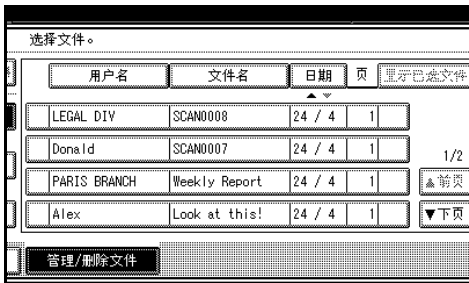 选择文件。
用户名 文件名 日期 页 显示已选文件
LEGAL DIV SCAN0008 24 / 4 1
Donald SCAN0007 24 / 4 1
1/2
PARIS BRANCH Weekly Report 24 / 4 1 ▲前页
Alex Look at this! 24 / 4 1 ▼下页
管理/删除文件